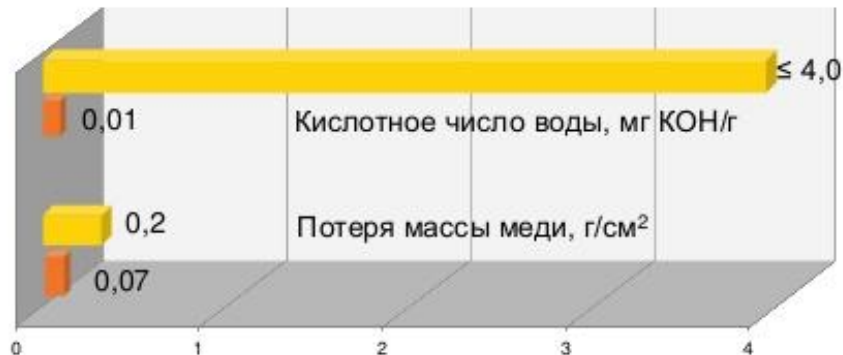 ≤ 4,0
0,01
Кислотное число воды, мг КОН/г
0,2
Потеря массы меди, г/см²
0,07
0 1 2 3 4